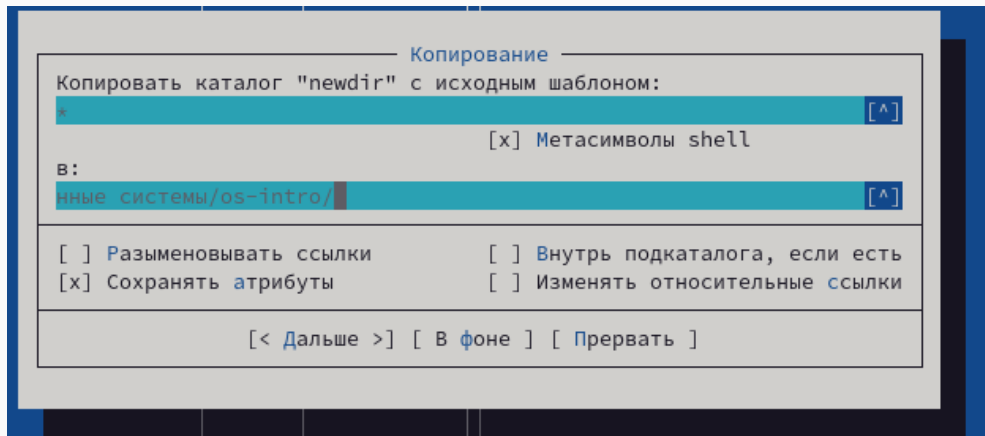 Копирование
Копировать каталог "newdir" с исходным шаблоном:
* [^]
[x] Метасимволы shell
в:
нные системы/os-intro/ [^]
[ ] Разыменовывать ссылки [ ] Внутрь подкаталога, если есть
[x] Сохранять атрибуты [ ] Изменять относительные ссылки
[< Дальше >] [ В фоне ] [ Прервать ]